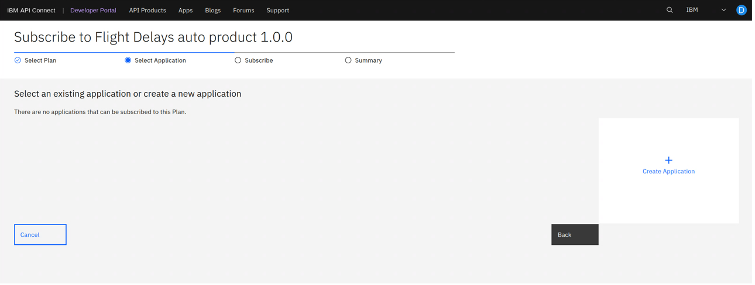 IBM API Connect | Developer Portal API Products Apps Blogs Forums Support IBM D
Subscribe to Flight Delays auto product 1.0.0
Select Plan Select Application Subscribe Summary
Select an existing application or create a new application
There are no applications that can be subscribed to this Plan.
Create Application
Cancel Back